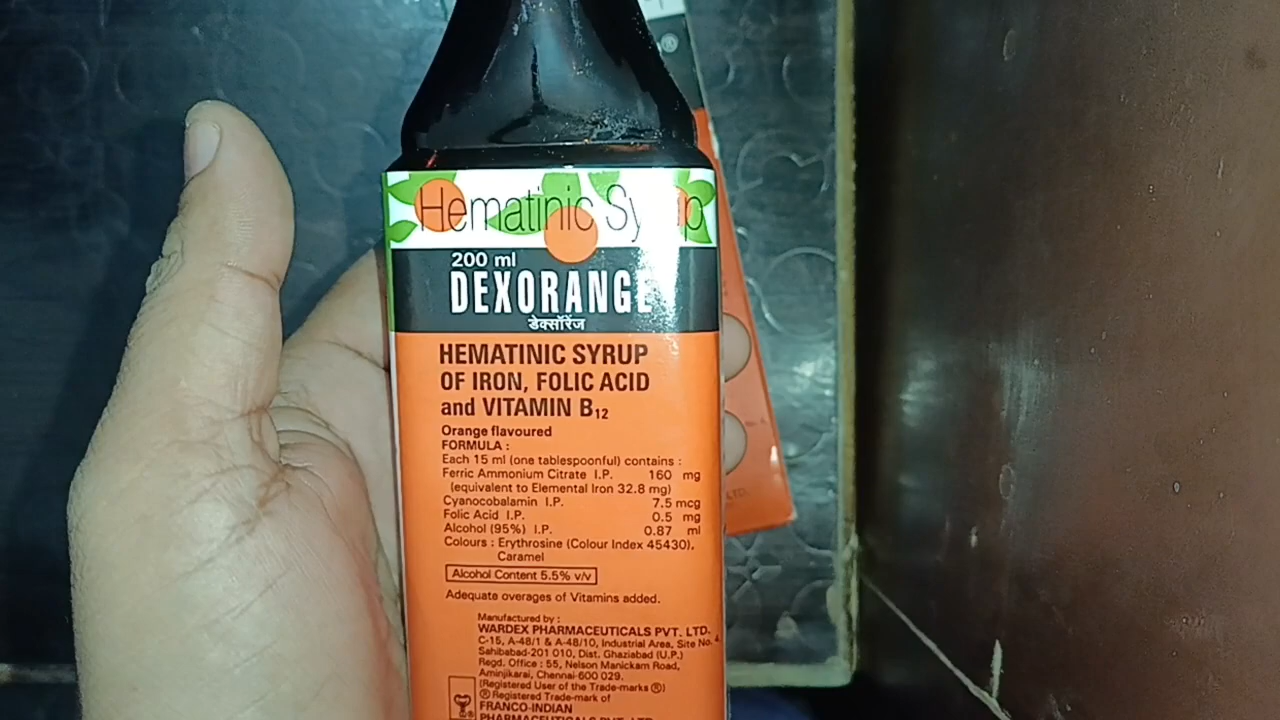 Hematinic Syrup
200 ml
DEXORANGE
डेक्सॉरेंज
HEMATINIC SYRUP
OF IRON, FOLIC ACID
and VITAMIN B12
Orange flavoured
FORMULA :
Each 15 ml (one tablespoonful) contains :
Ferric Ammonium Citrate I.P. 160 mg
(equivalent to Elemental Iron 32.8 mg)
Cyanocobalamin I.P. 7.5 mcg
Folic Acid I.P. 0.5 mg
Alcohol (95%) I.P. 0.87 ml
Colours : Erythrosine (Colour Index 45430),
Caramel
Alcohol Content 5.5% v/v
Adequate overages of Vitamins added.
Manufactured by :
WARDEX PHARMACEUTICALS PVT. LTD.
C-15, A-48/1 & A-48/10, Industrial Area, Site No. 4,
Sahibabad-201 010, Dist. Ghaziabad (U.P.)
Regd. Office : 55, Nelson Manickam Road,
Aminjikarai, Chennai-600 029.
(Registered User of the Trade-marks ®)
® Registered Trade-mark of
FRANCO-INDIAN
PHARMACEUTICALS PVT. LTD.
LTD.